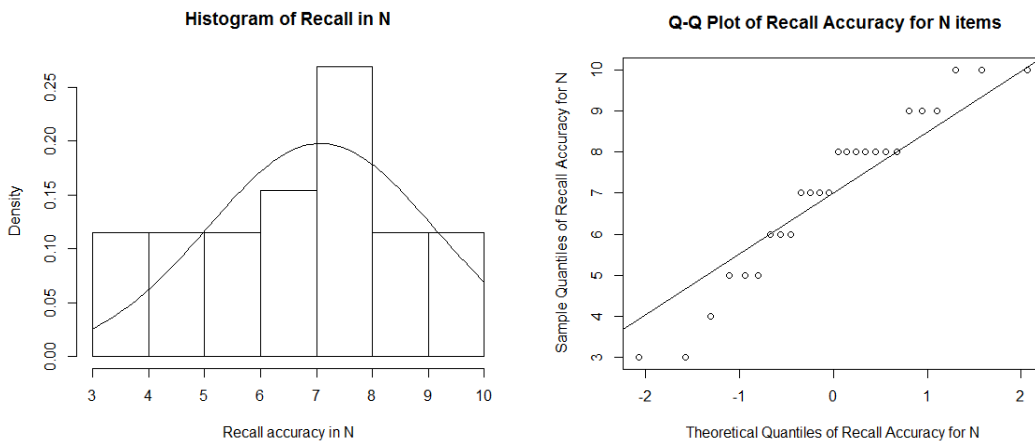 Histogram of Recall in N
Density
0.00
0.05
0.10
0.15
0.20
0.25
3 4 5 6 7 8 9 10
Recall accuracy in N
Q-Q Plot of Recall Accuracy for N items
Sample Quantiles of Recall Accuracy for N
3
4
5
6
7
8
9
10
-2 -1 0 1 2
Theoretical Quantiles of Recall Accuracy for N